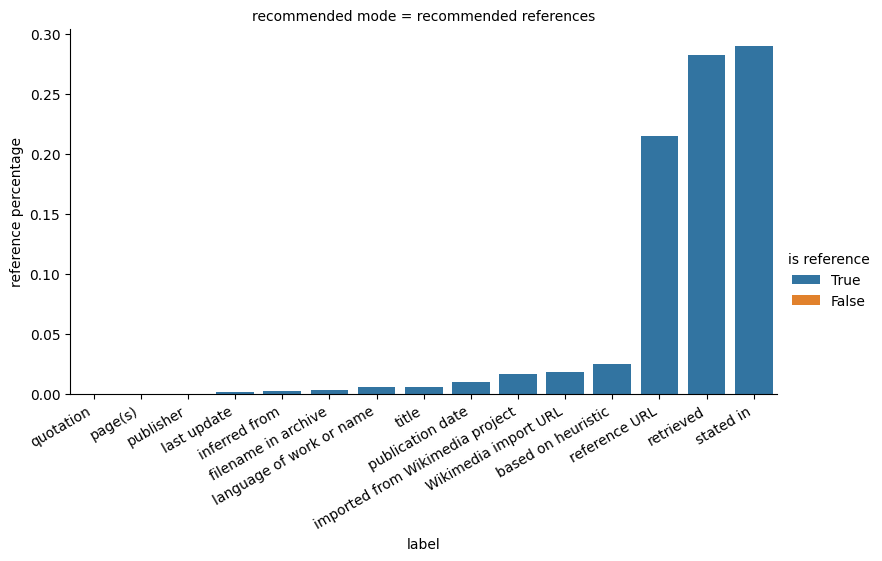 recommended mode = recommended references
0.30
0.25
0.20
0.15
0.10
0.05
0.00
reference percentage
quotation
page(s)
publisher
last update
inferred from
filename in archive
language of work or name
title
publication date
imported from Wikimedia project
Wikimedia import URL
based on heuristic
reference URL
retrieved
stated in
label
is reference
True
False